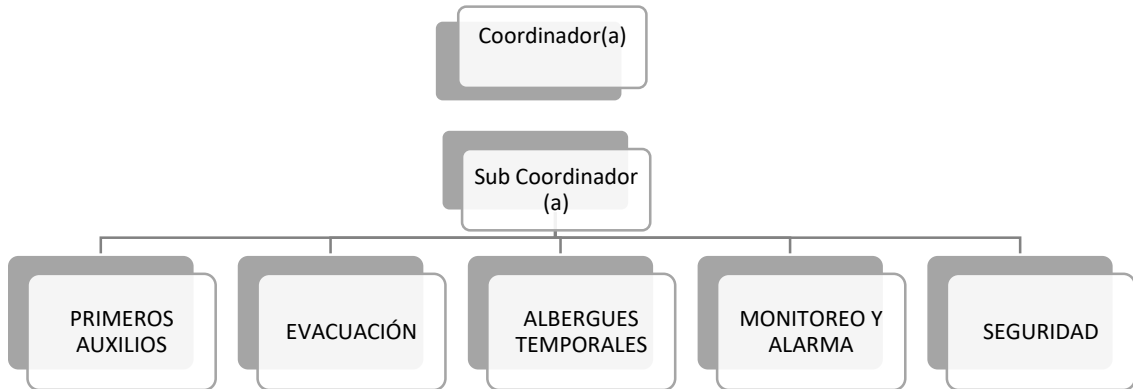 Coordinador(a)
Sub Coordinador
(a)
PRIMEROS
AUXILIOS
EVACUACIÓN
ALBERGUES
TEMPORALES
MONITOREO Y
ALARMA
SEGURIDAD